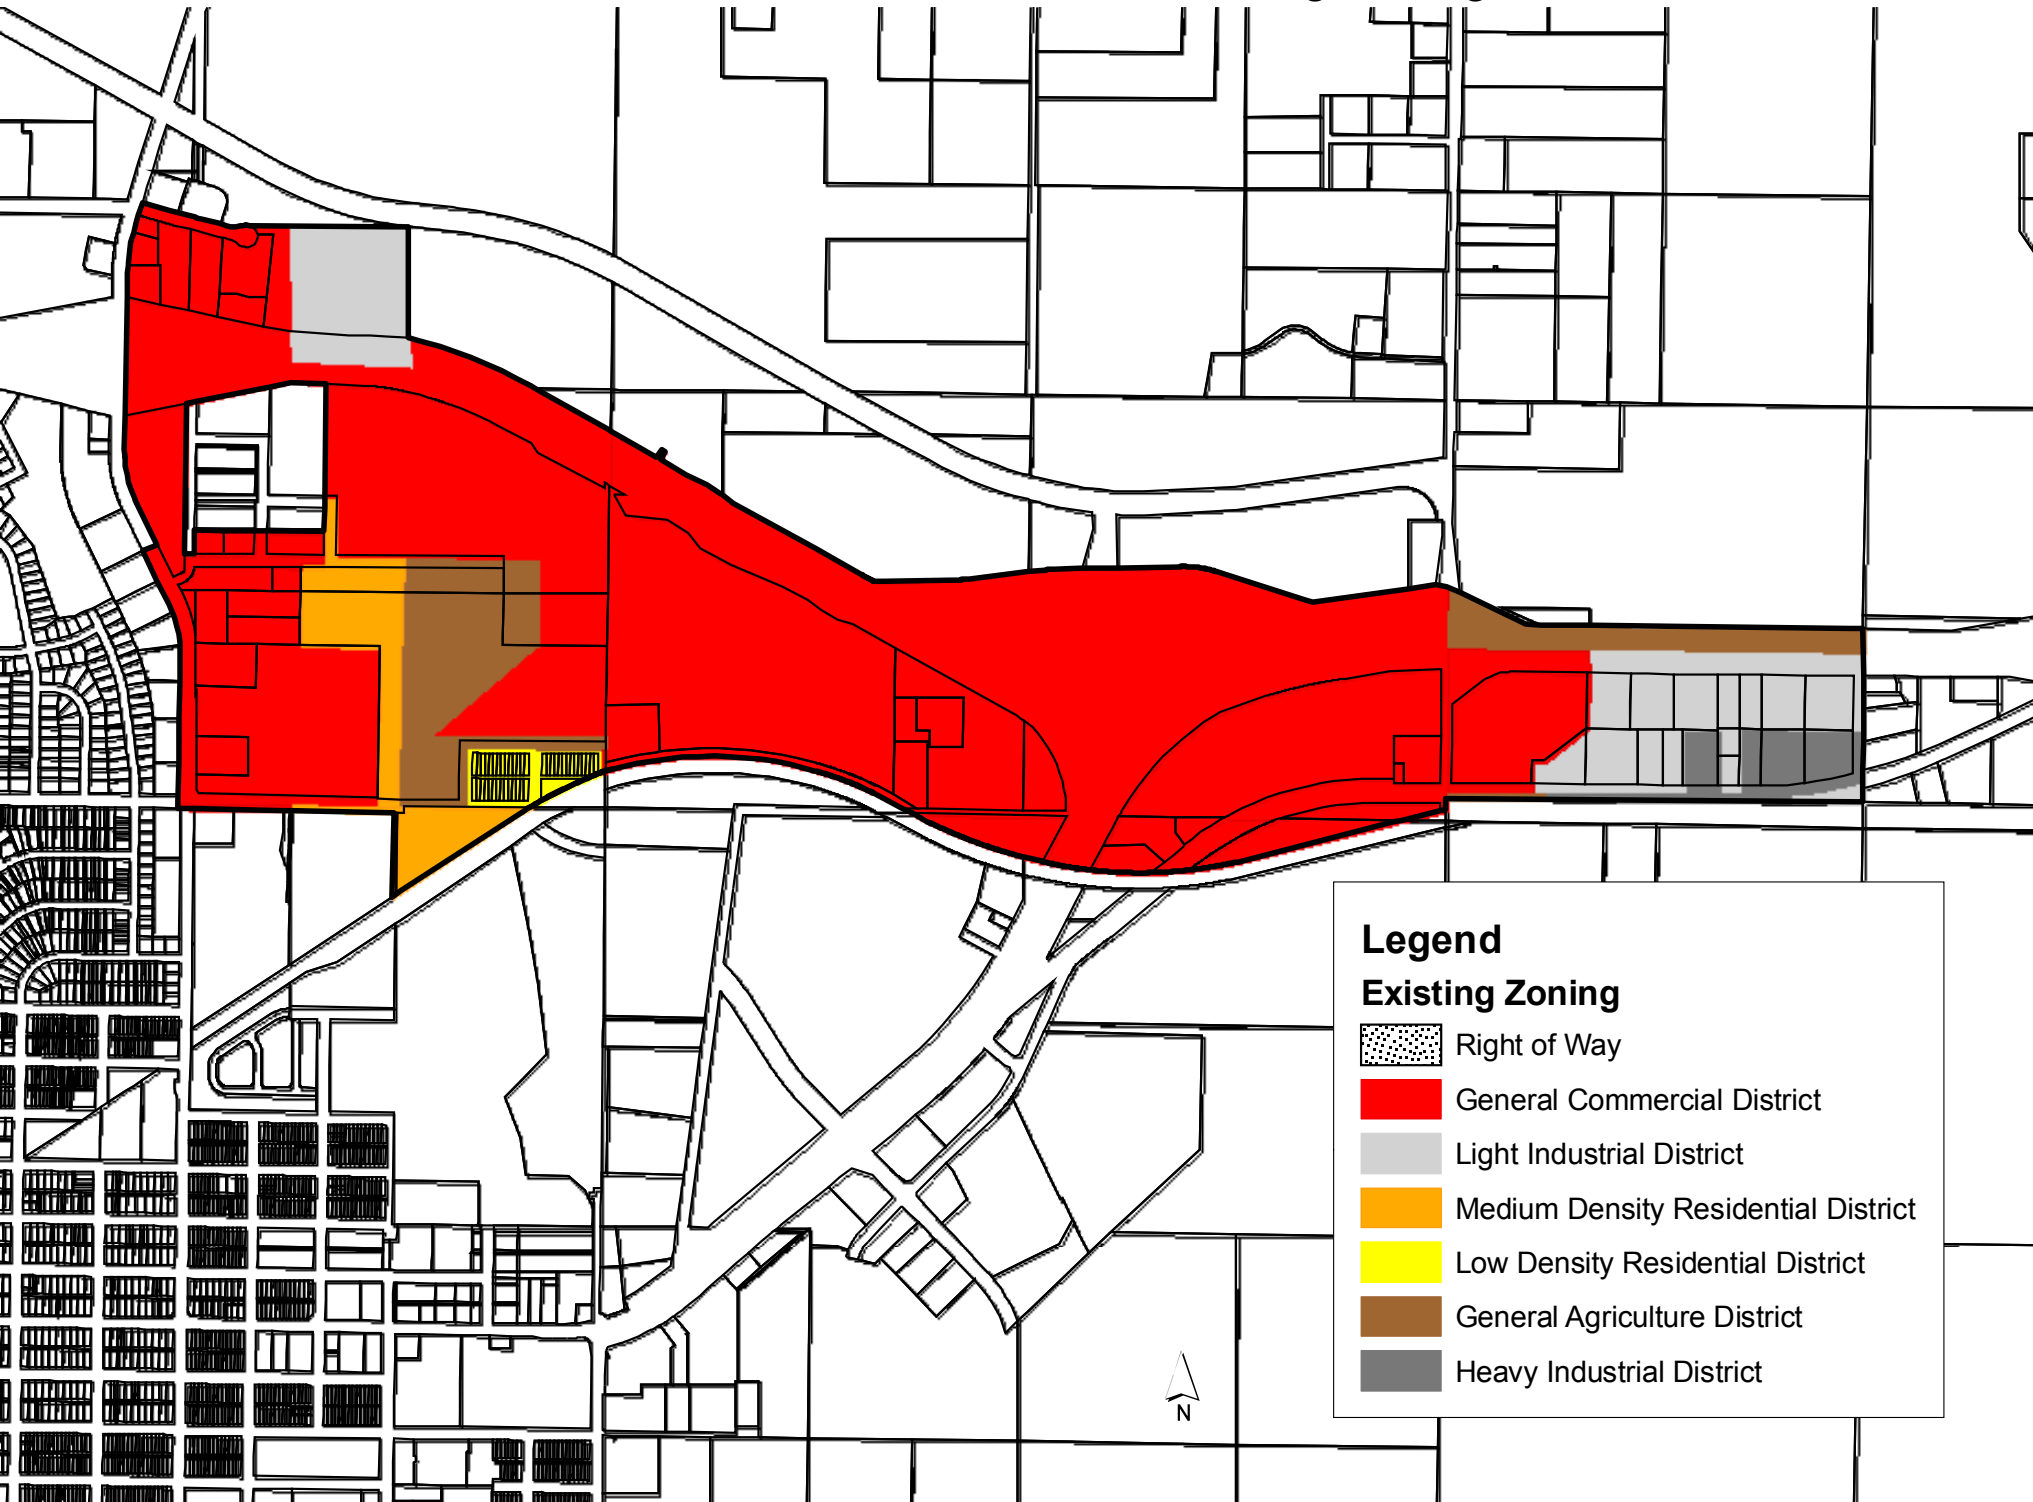 Legend
Existing Zoning
Right of Way
General Commercial District
Light Industrial District
Medium Density Residential District
Low Density Residential District
General Agriculture District
Heavy Industrial District
N